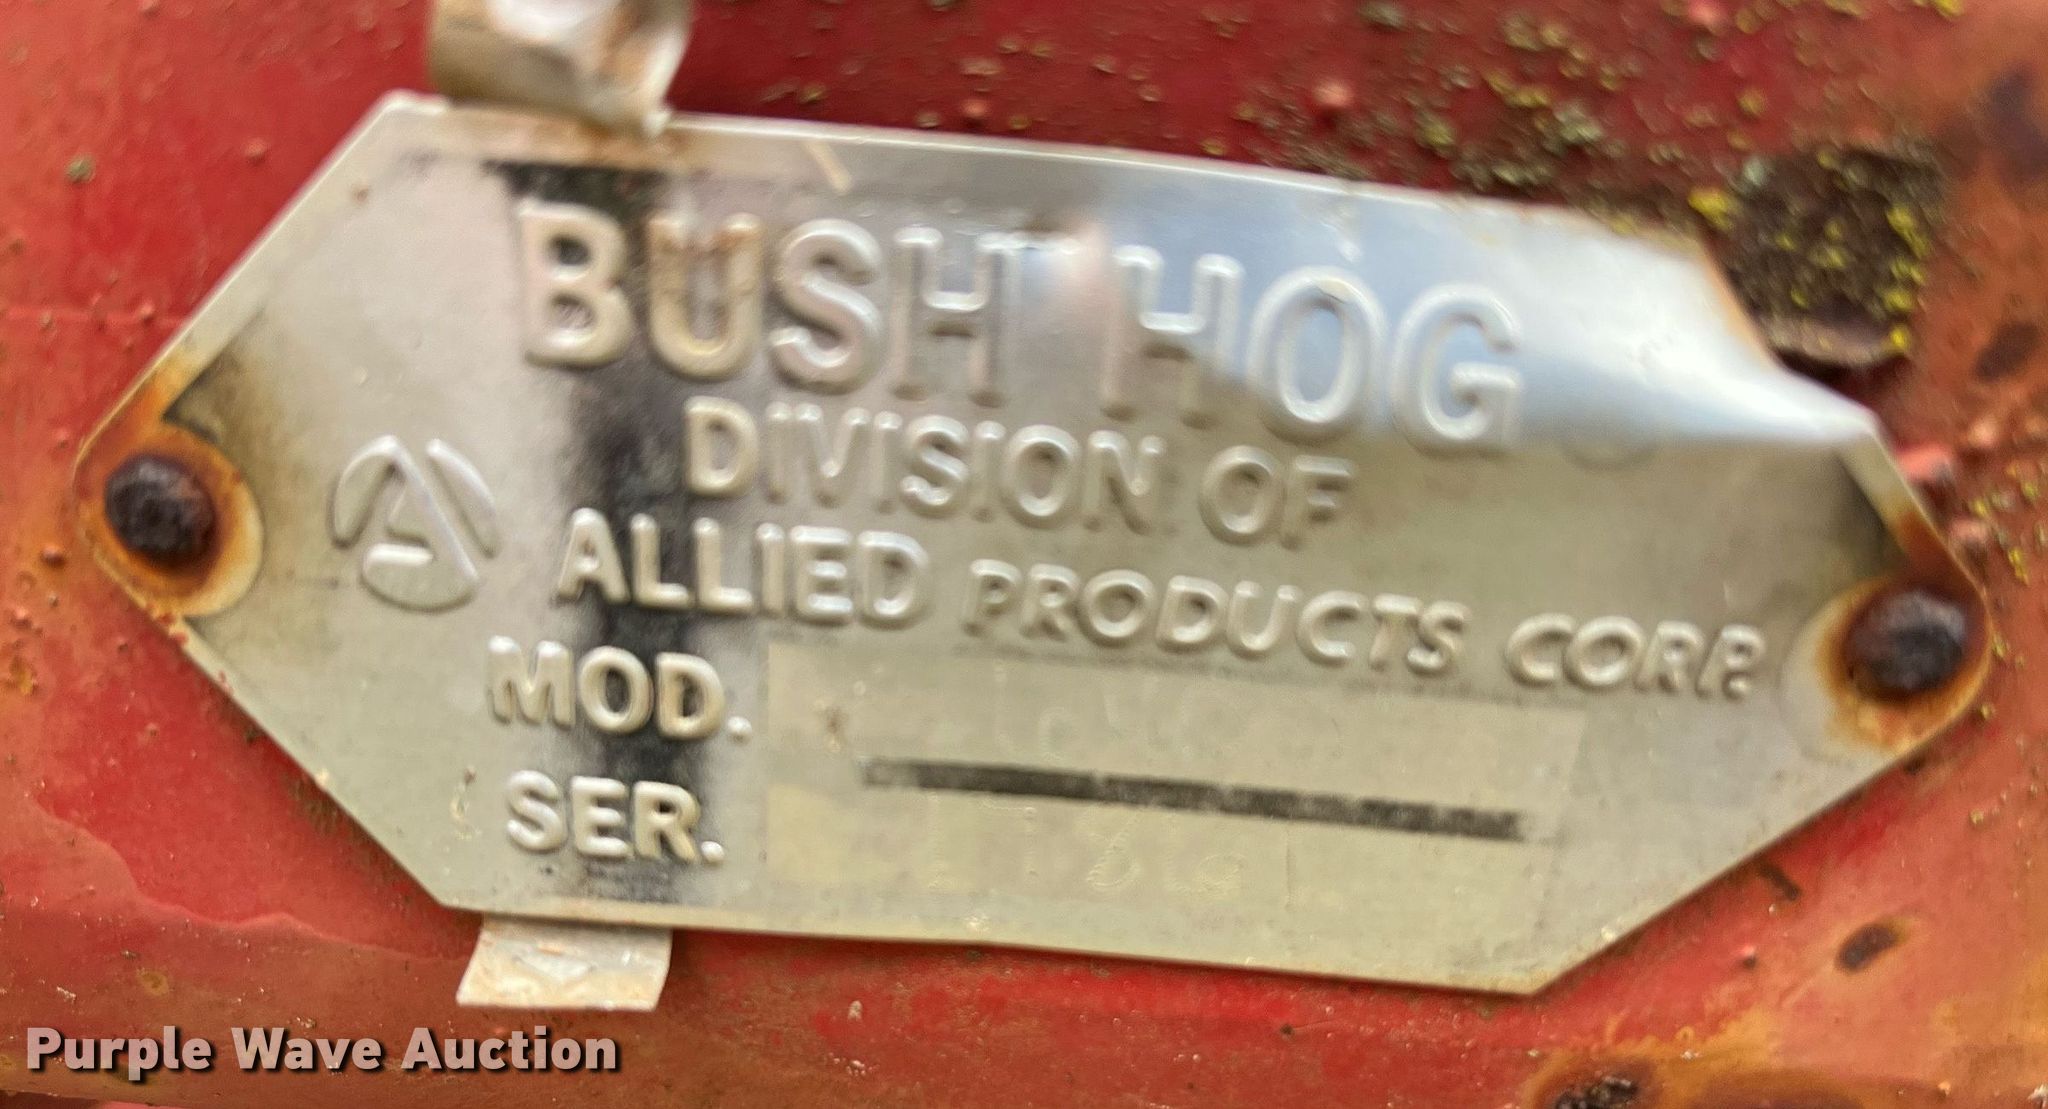 BUSH HOG
DIVISION OF
ALLIED PRODUCTS CORP.
MOD.
SER.
Purple Wave Auction